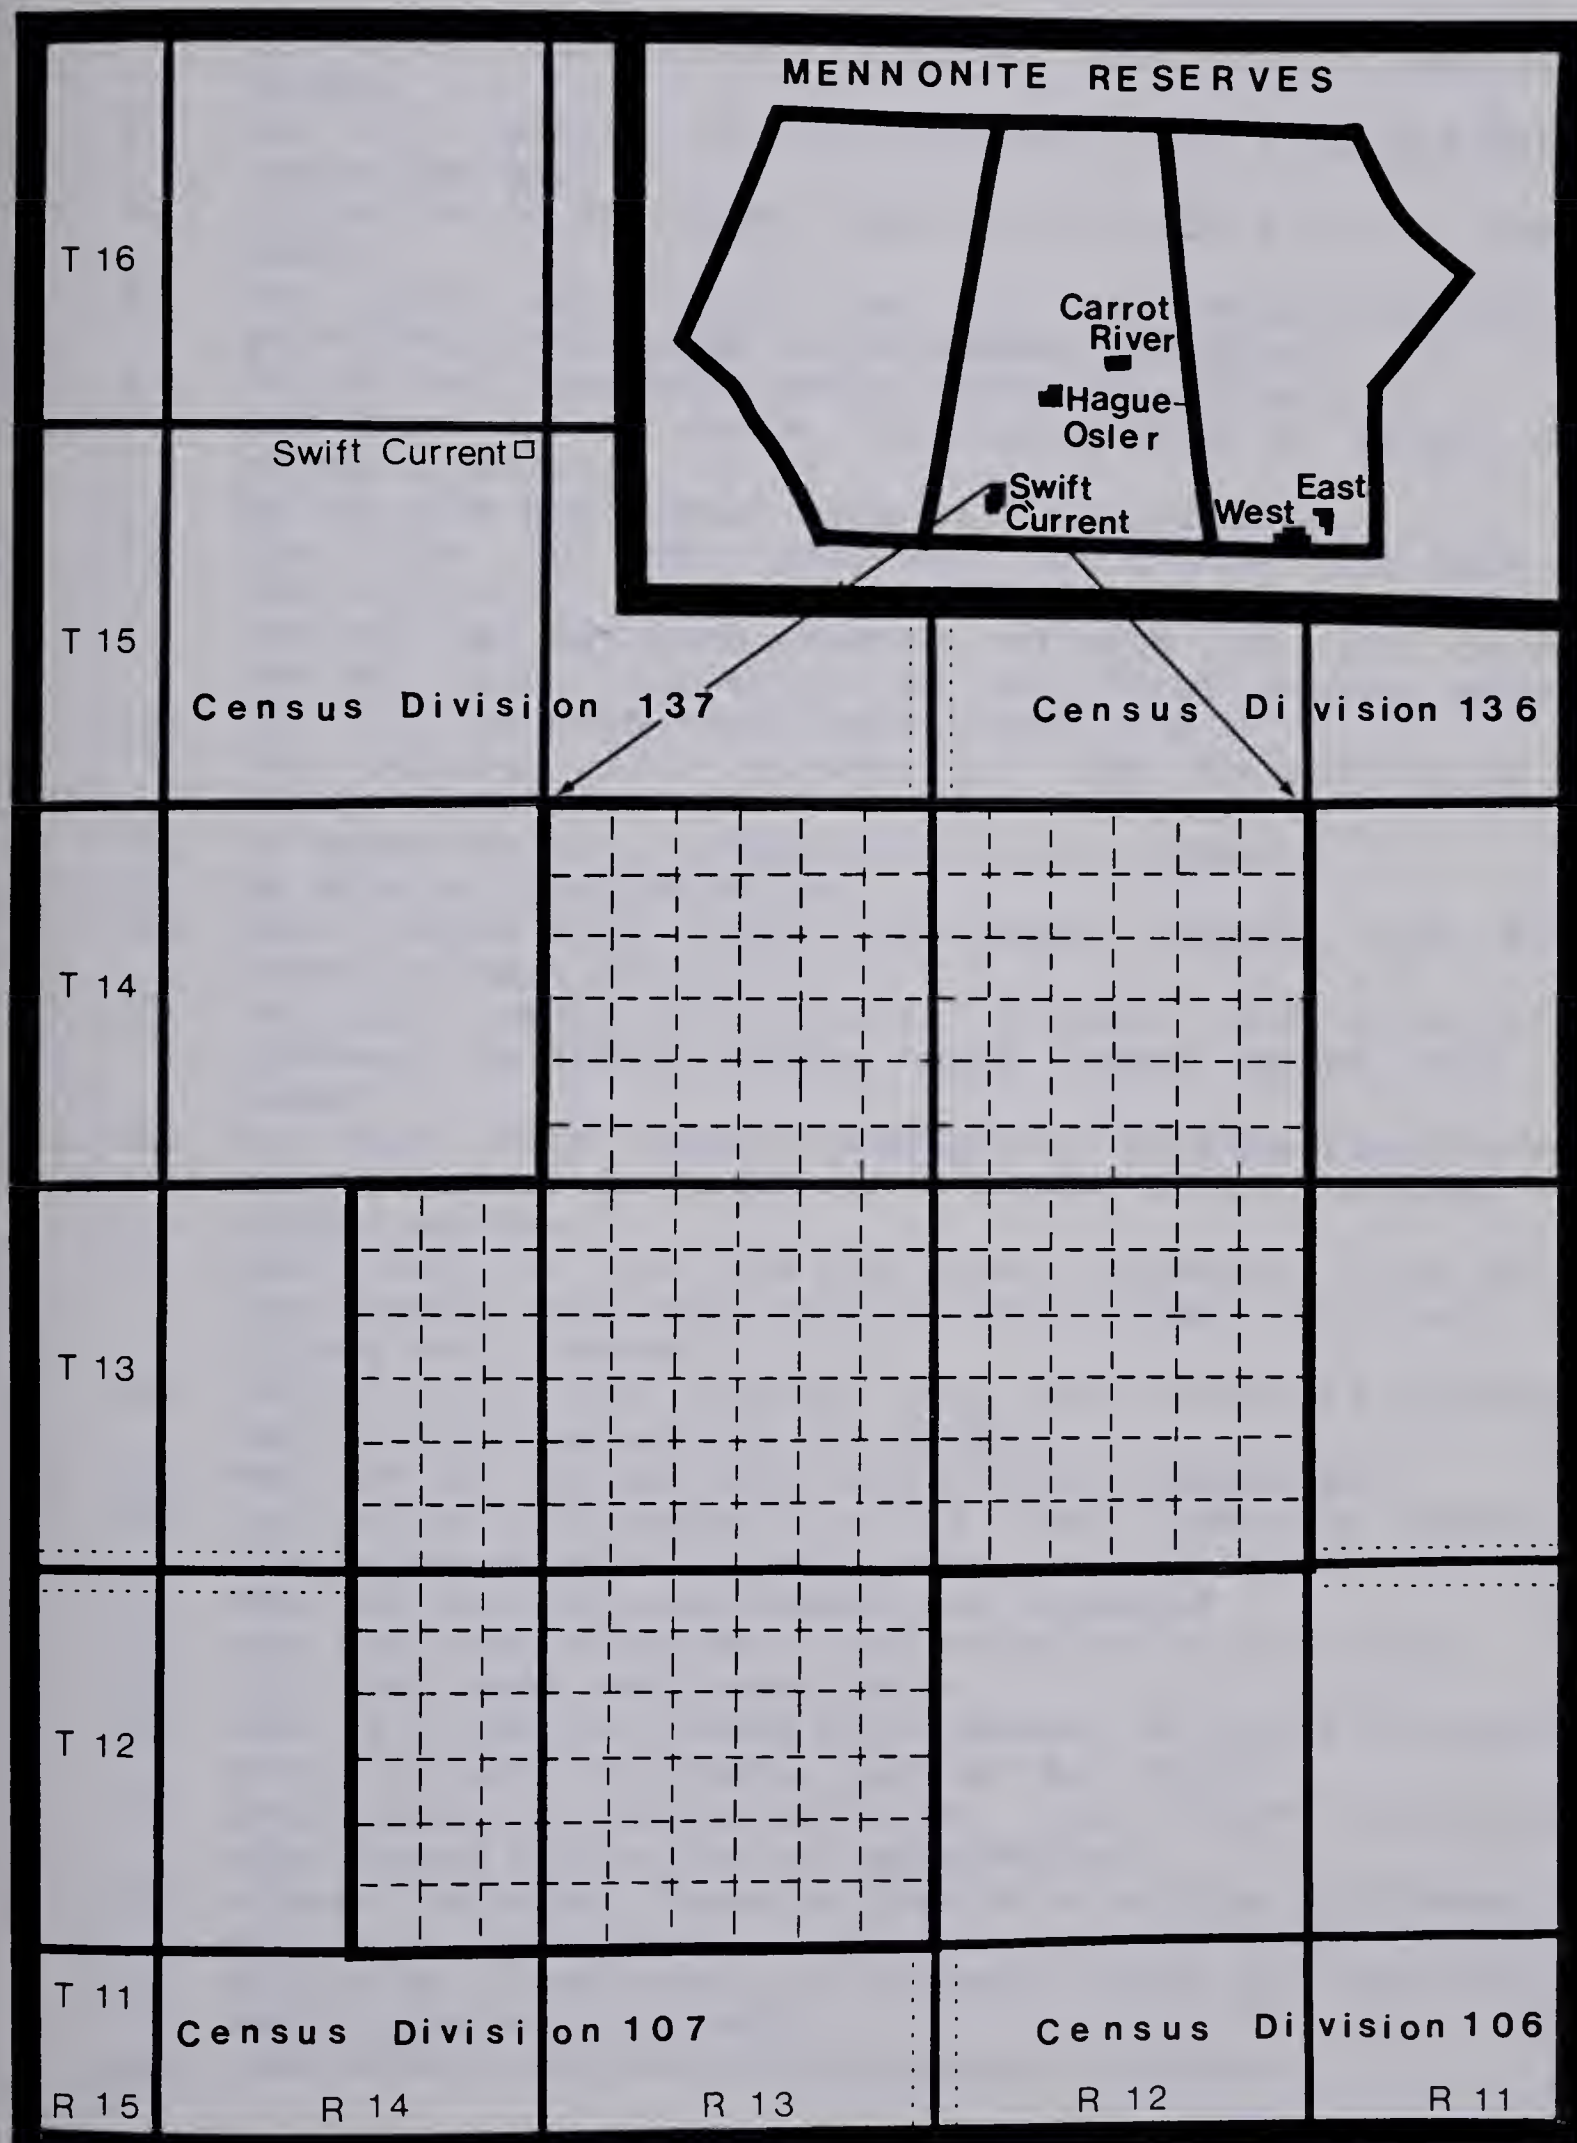 MENNONITE RESERVES
T 16
Carrot
River
Hague-
Osler
Swift Current
Swift
Current
East
West
T 15
Census Division 137
Census Division 136
T 14
T 13
T 12
T 11
Census Division 107
Census Division 106
R 15
R 14
R 13
R 12
R 11